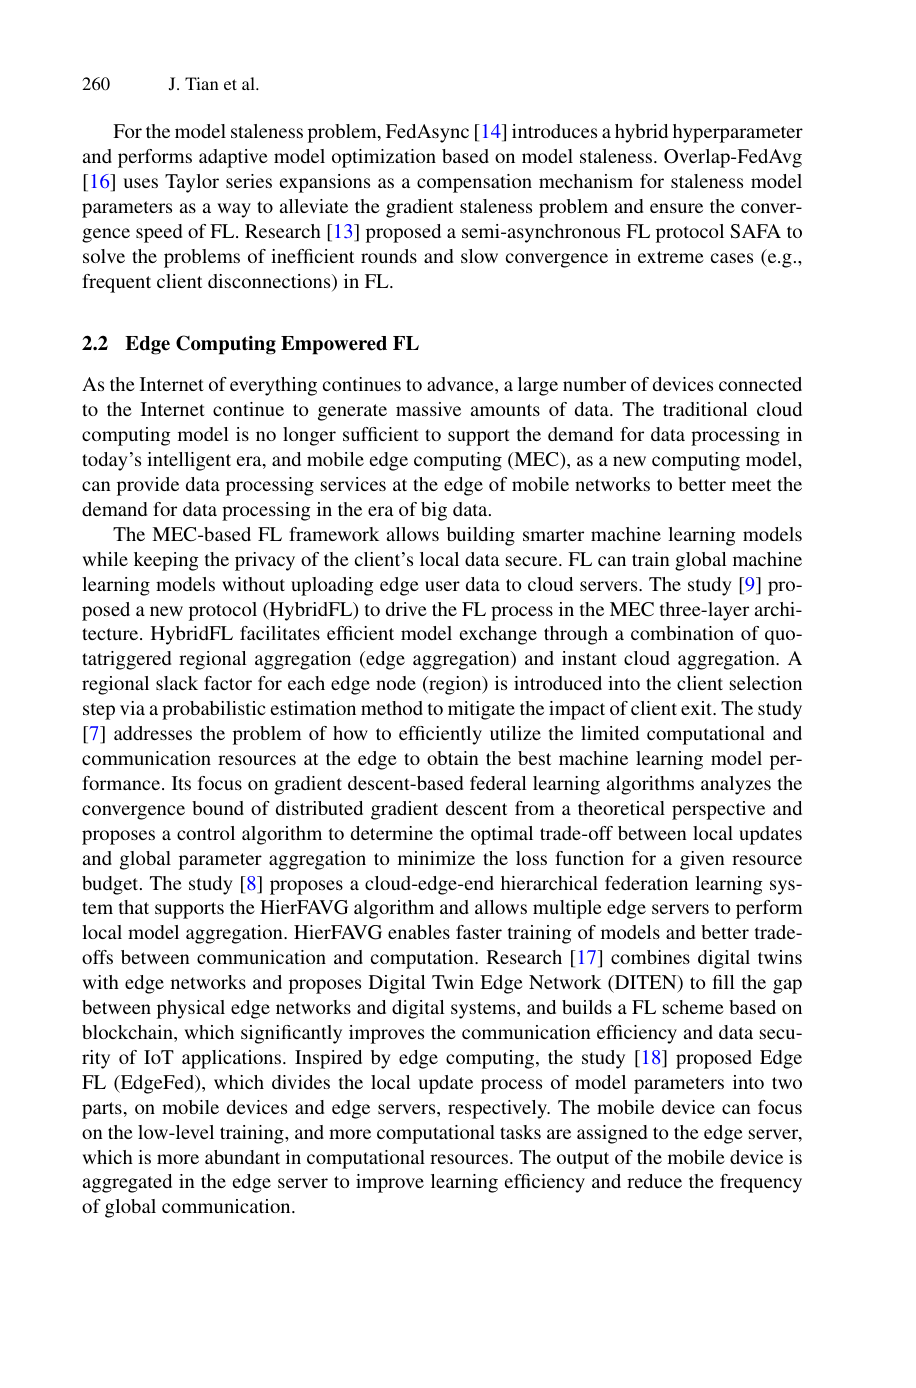 260 J. Tian et al.
For the model staleness problem, FedAsync [14] introduces a hybrid hyperparameter
and performs adaptive model optimization based on model staleness. Overlap-FedAvg
[16] uses Taylor series expansions as a compensation mechanism for staleness model
parameters as a way to alleviate the gradient staleness problem and ensure the conver-
gence speed of FL. Research [13] proposed a semi-asynchronous FL protocol SAFA to
solve the problems of inefficient rounds and slow convergence in extreme cases (e.g.,
frequent client disconnections) in FL.
2.2 Edge Computing Empowered FL
As the Internet of everything continues to advance, a large number of devices connected
to the Internet continue to generate massive amounts of data. The traditional cloud
computing model is no longer sufficient to support the demand for data processing in
today's intelligent era, and mobile edge computing (MEC), as a new computing model,
can provide data processing services at the edge of mobile networks to better meet the
demand for data processing in the era of big data.
The MEC-based FL framework allows building smarter machine learning models
while keeping the privacy of the client's local data secure. FL can train global machine
learning models without uploading edge user data to cloud servers. The study [9] pro-
posed a new protocol (HybridFL) to drive the FL process in the MEC three-layer archi-
tecture. HybridFL facilitates efficient model exchange through a combination of quo-
tatriggered regional aggregation (edge aggregation) and instant cloud aggregation. A
regional slack factor for each edge node (region) is introduced into the client selection
step via a probabilistic estimation method to mitigate the impact of client exit. The study
[7] addresses the problem of how to efficiently utilize the limited computational and
communication resources at the edge to obtain the best machine learning model per-
formance. Its focus on gradient descent-based federal learning algorithms analyzes the
convergence bound of distributed gradient descent from a theoretical perspective and
proposes a control algorithm to determine the optimal trade-off between local updates
and global parameter aggregation to minimize the loss function for a given resource
budget. The study [8] proposes a cloud-edge-end hierarchical federation learning sys-
tem that supports the HierFAVG algorithm and allows multiple edge servers to perform
local model aggregation. HierFAVG enables faster training of models and better trade-
offs between communication and computation. Research [17] combines digital twins
with edge networks and proposes Digital Twin Edge Network (DITEN) to fill the gap
between physical edge networks and digital systems, and builds a FL scheme based on
blockchain, which significantly improves the communication efficiency and data secu-
rity of IoT applications. Inspired by edge computing, the study [18] proposed Edge
FL (EdgeFed), which divides the local update process of model parameters into two
parts, on mobile devices and edge servers, respectively. The mobile device can focus
on the low-level training, and more computational tasks are assigned to the edge server,
which is more abundant in computational resources. The output of the mobile device is
aggregated in the edge server to improve learning efficiency and reduce the frequency
of global communication.